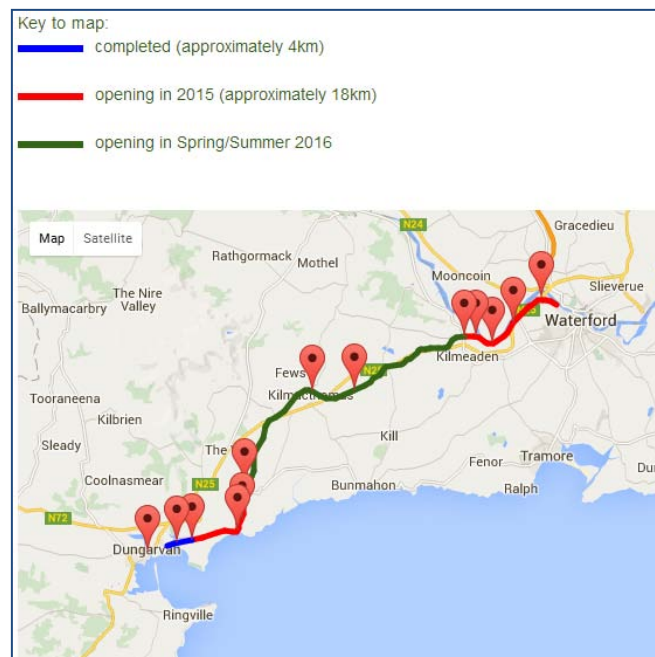 Key to map:
completed (approximately 4km)
opening in 2015 (approximately 18km)
opening in Spring/Summer 2016
Map Satellite
N24
Gracedieu
Rathgormack
Mothel
Mooncoin
Slieverue
The Nire
Valley
Ballymacarbry
Waterford
Kilmeaden
Tooraneena
Kilbrien
Kill
Sleady
The
Fenor
Tramore
Coolnasmear
N25
Bunmahon
Ralph
N72
Dungarvan
Ringville